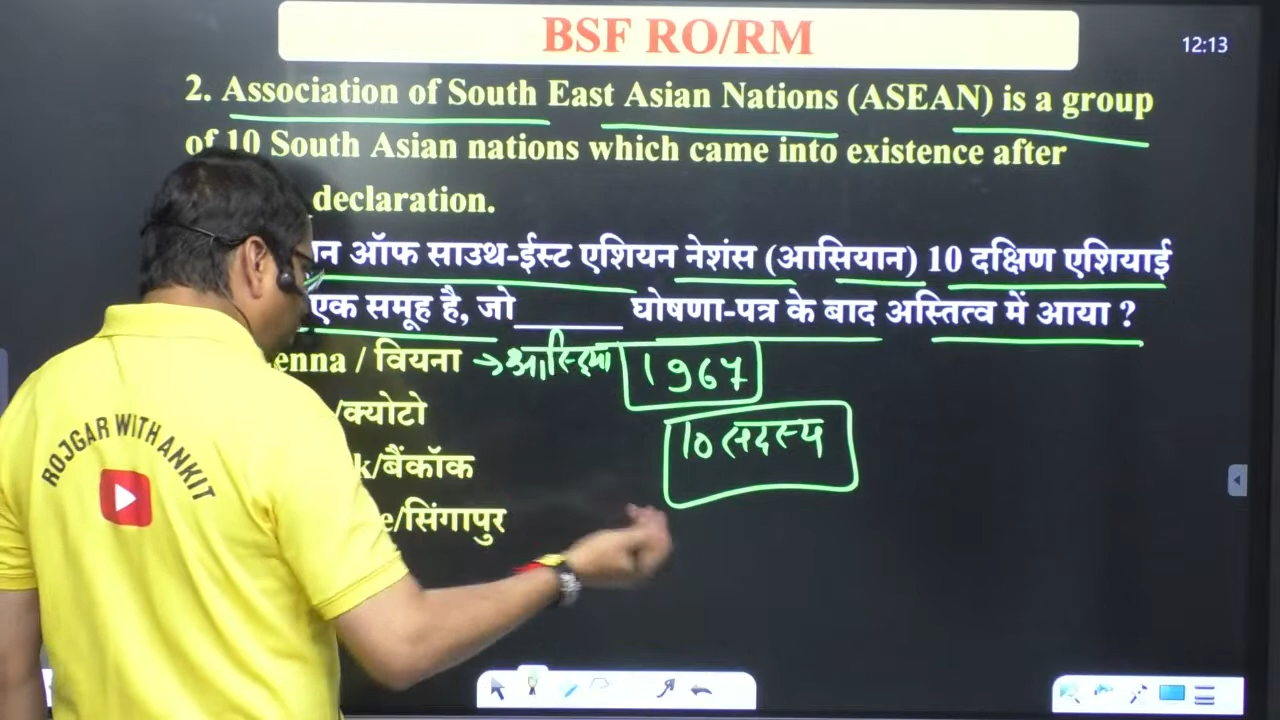 BSF RO/RM
12:13
2. Association of South East Asian Nations (ASEAN) is a group
of 10 South Asian nations which came into existence after
declaration.
न ऑफ साउथ-ईस्ट एशियन नेशंस (आसियान) 10 दक्षिण एशियाई
एक समूह है, जो______ घोषणा-पत्र के बाद अस्तित्व में आया ?
enna / वियना
1967
/क्योटो
10 सदस्य
k/बैंकॉक
e/सिंगापुर
ROJGAR WITH ANKIT